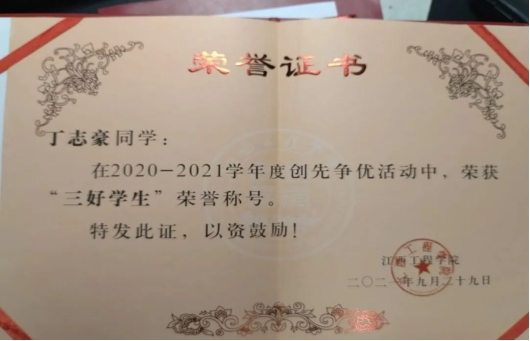 荣誉证书
丁志豪同学：
在2020-2021学年度创先争优活动中，荣获
“三好学生”荣誉称号。
特发此证，以资鼓励！
江西工程学院
二〇二一年九月二十九日